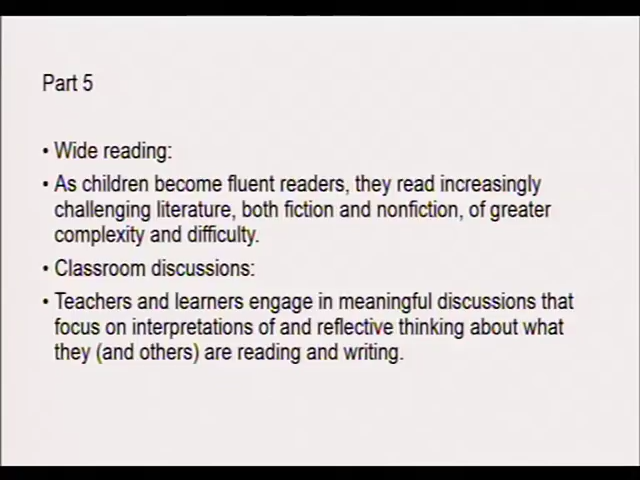 Part 5
• Wide reading:
• As children become fluent readers, they read increasingly
challenging literature, both fiction and nonfiction, of greater
complexity and difficulty.
• Classroom discussions:
• Teachers and learners engage in meaningful discussions that
focus on interpretations of and reflective thinking about what
they (and others) are reading and writing.